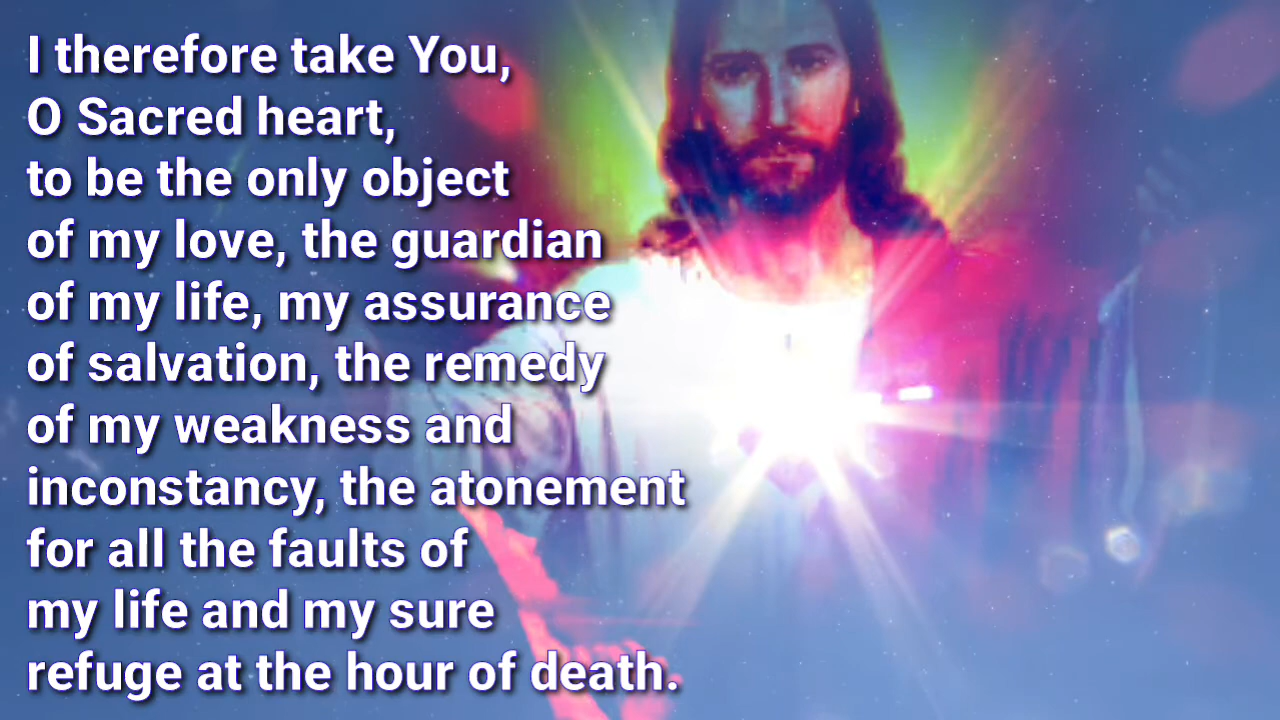 I therefore take You,
O Sacred heart,
to be the only object
of my love, the guardian
of my life, my assurance
of salvation, the remedy
of my weakness and
inconstancy, the atonement
for all the faults of
my life and my sure
refuge at the hour of death.